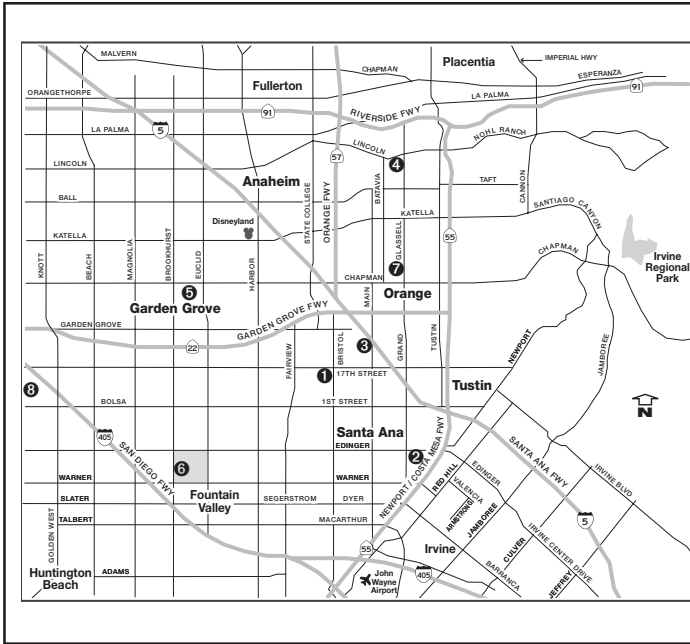 MALVERN
CHAPMAN
Placentia
IMPERIAL HWY
ORANGETHORPE
Fullerton
ESPERANZA
91
RIVERSIDE FWY
LA PALMA
91
LA PALMA
5
LINCOLN
NOHL RANCH
57
4
LINCOLN
Anaheim
STATE COLLEGE
ORANGE FWY
BATAVIA
TAFT
CANNON
BALL
KATELLA
SANTIAGO CANYON
Disneyland
KATELLA
GLASSELL
55
CHAPMAN
KNOTT
BEACH
MAGNOLIA
BROOKHURST
EUCLID
HARBOR
7
Irvine
Regional
Park
CHAPMAN
5
MAIN
Orange
Garden Grove
GARDEN GROVE
GARDEN GROVE FWY
22
FAIRVIEW
BRISTOL
3
GRAND
TUSTIN
NEWPORT
JAMBOREE
1
17TH STREET
8
Tustin
BOLSA
1ST STREET
N
405
SAN DIEGO FWY
Santa Ana
EDINGER
2
NEWPORT / COSTA MESA FWY
SANTA ANA FWY
6
WARNER
WARNER
RED HILL
EDINGER
IRVINE BLVD
SLATER
Fountain
Valley
SEGERSTROM
DYER
VALENCIA
ARMSTRONG
JAMBOREE
TALBERT
MACARTHUR
5
GOLDEN WEST
55
Irvine
CULVER
IRVINE CENTER DRIVE
Huntington
Beach
ADAMS
John
Wayne
Airport
405
BARRANCA
JEFFREY